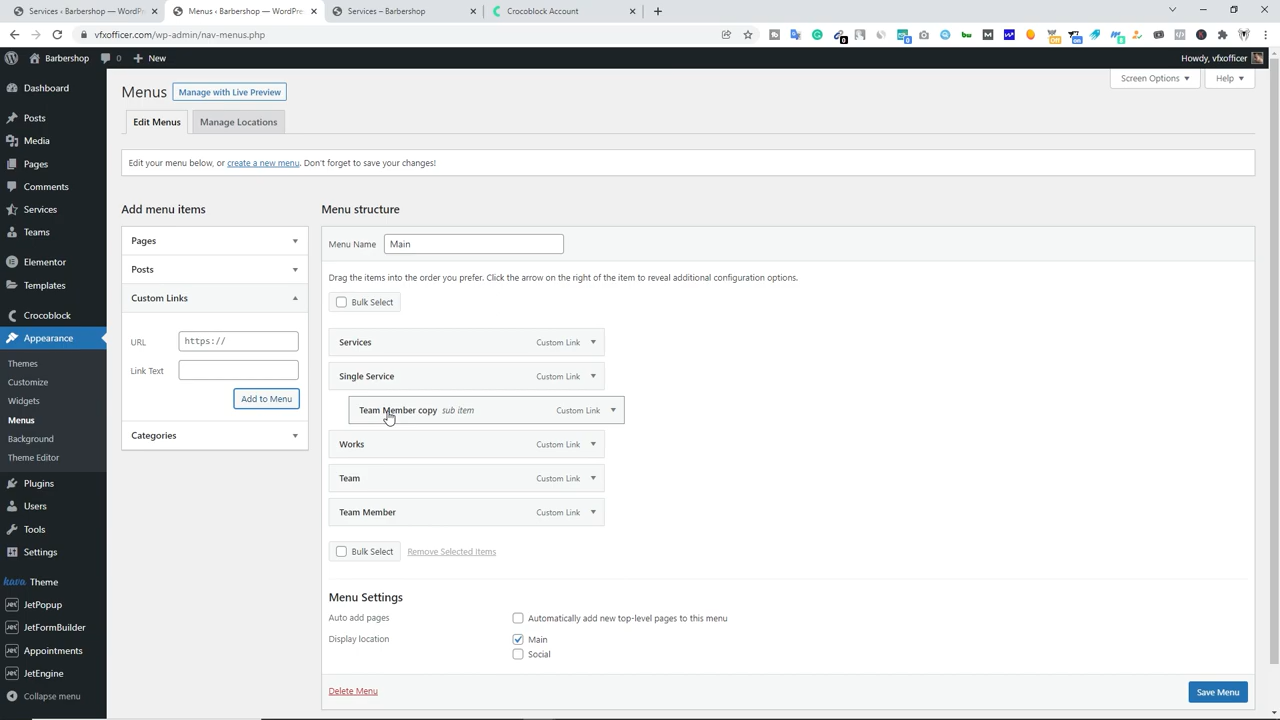 Services ‹ Barbershop — WordPre
Menus ‹ Barbershop — WordPress
Services – Barbershop
Crocoblock Account
vfxofficer.com/wp-admin/nav-menus.php
Barbershop
0
New
Howdy, vfxofficer
Dashboard
Posts
Media
Pages
Comments
Services
Teams
Elementor
Templates
Crocoblock
Appearance
Themes
Customize
Widgets
Menus
Background
Theme Editor
Plugins
Users
Tools
Settings
kava Theme
JetPopup
JetFormBuilder
Appointments
JetEngine
Collapse menu
Screen Options
Help
Menus
Manage with Live Preview
Edit Menus
Manage Locations
Edit your menu below, or create a new menu. Don't forget to save your changes!
Add menu items
Pages
Posts
Custom Links
URL
https://
Link Text
Add to Menu
Categories
Menu structure
Menu Name
Main
Drag the items into the order you prefer. Click the arrow on the right of the item to reveal additional configuration options.
Bulk Select
Services Custom Link
Single Service Custom Link
Team Member copy sub item Custom Link
Works Custom Link
Team Custom Link
Team Member Custom Link
Bulk Select Remove Selected Items
Menu Settings
Auto add pages Automatically add new top-level pages to this menu
Display location Main
Social
Delete Menu
Save Menu